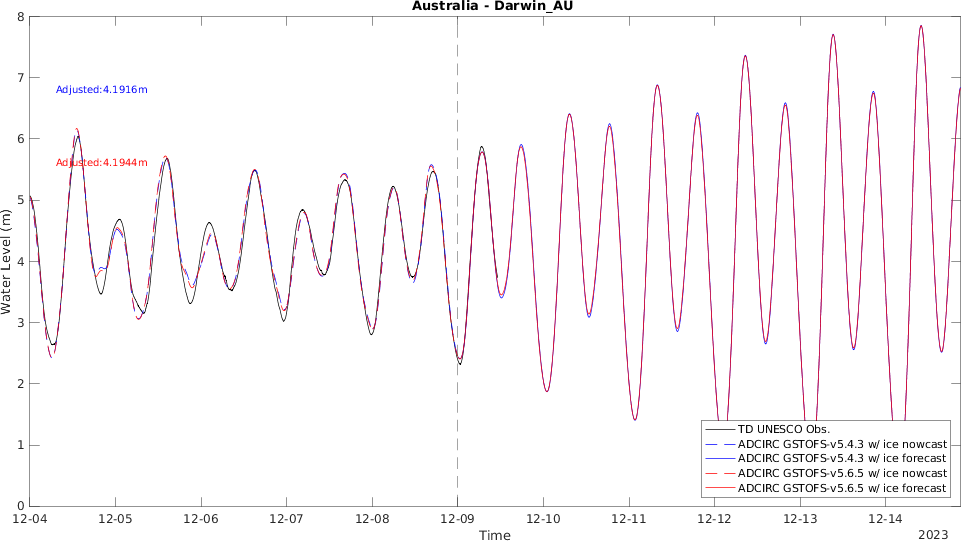 Australia - Darwin_AU
8
7
6
5
4
3
2
1
0
Water Level (m)
Adjusted:4.1916m
Adjusted:4.1944m
TD UNESCO Obs.
ADCIRC GSTOFS-v5.4.3 w/ ice nowcast
ADCIRC GSTOFS-v5.4.3 w/ ice forecast
ADCIRC GSTOFS-v5.6.5 w/ ice nowcast
ADCIRC GSTOFS-v5.6.5 w/ ice forecast
12-04 12-05 12-06 12-07 12-08 12-09 12-10 12-11 12-12 12-13 12-14
Time
2023